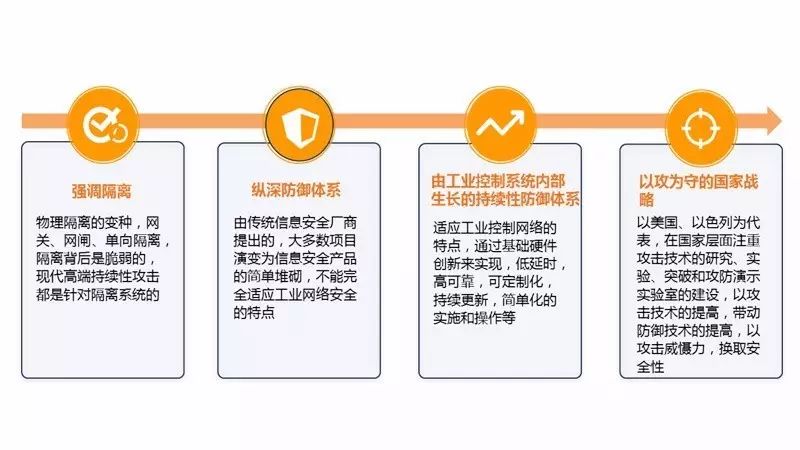 强调隔离
物理隔离的变种，网
关、网闸、单向隔离，
隔离背后是脆弱的，
现代高端持续性攻击
都是针对隔离系统的
纵深防御体系
由传统信息安全厂商
提出的，大多数项目
演变为信息安全产品
的简单堆砌，不能完
全适应工业网络安全
的特点
由工业控制系统内部
生长的持续性防御体系
适应工业控制网络的
特点，通过基础硬件
创新来实现，低延时，
高可靠，可定制化，
持续更新，简单化的
实施和操作等
以攻为守的国家战
略
以美国、以色列为代
表，在国家层面注重
攻击技术的研究、实
验、突破和攻防演示
实验室的建设，以攻
击技术的提高，带动
防御技术的提高，以
攻击威慑力，换取安
全性